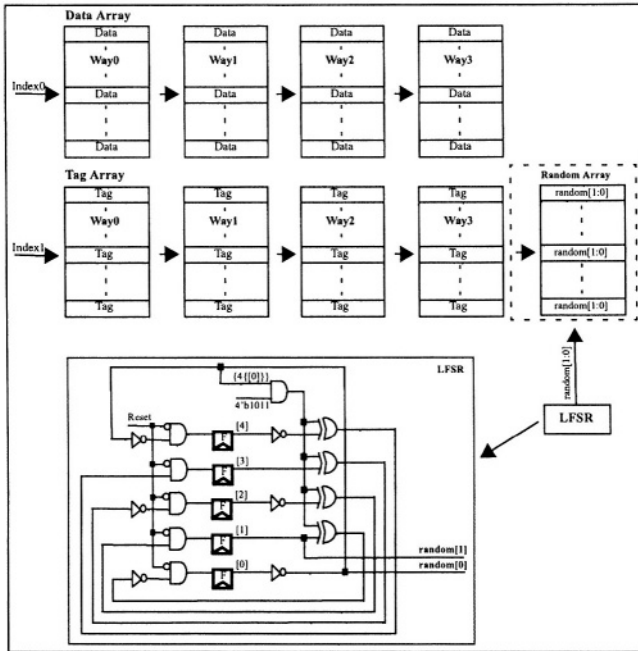 Data Array
Data Data Data Data
Way0 Way1 Way2 Way3
Index0
Data Data Data Data
Data Data Data Data
Tag Array
Random Array
Tag Tag Tag Tag
random[1:0]
Way0 Way1 Way2 Way3
Index1
Tag Tag Tag Tag
random[1:0]
Tag Tag Tag Tag
random[1:0]
random[1:0]
LFSR
LFSR
{4{[0]}}
4'b1011
Reset
[4]
F
[3]
F
[2]
F
[1]
F
random[1]
[0]
F
random[0]